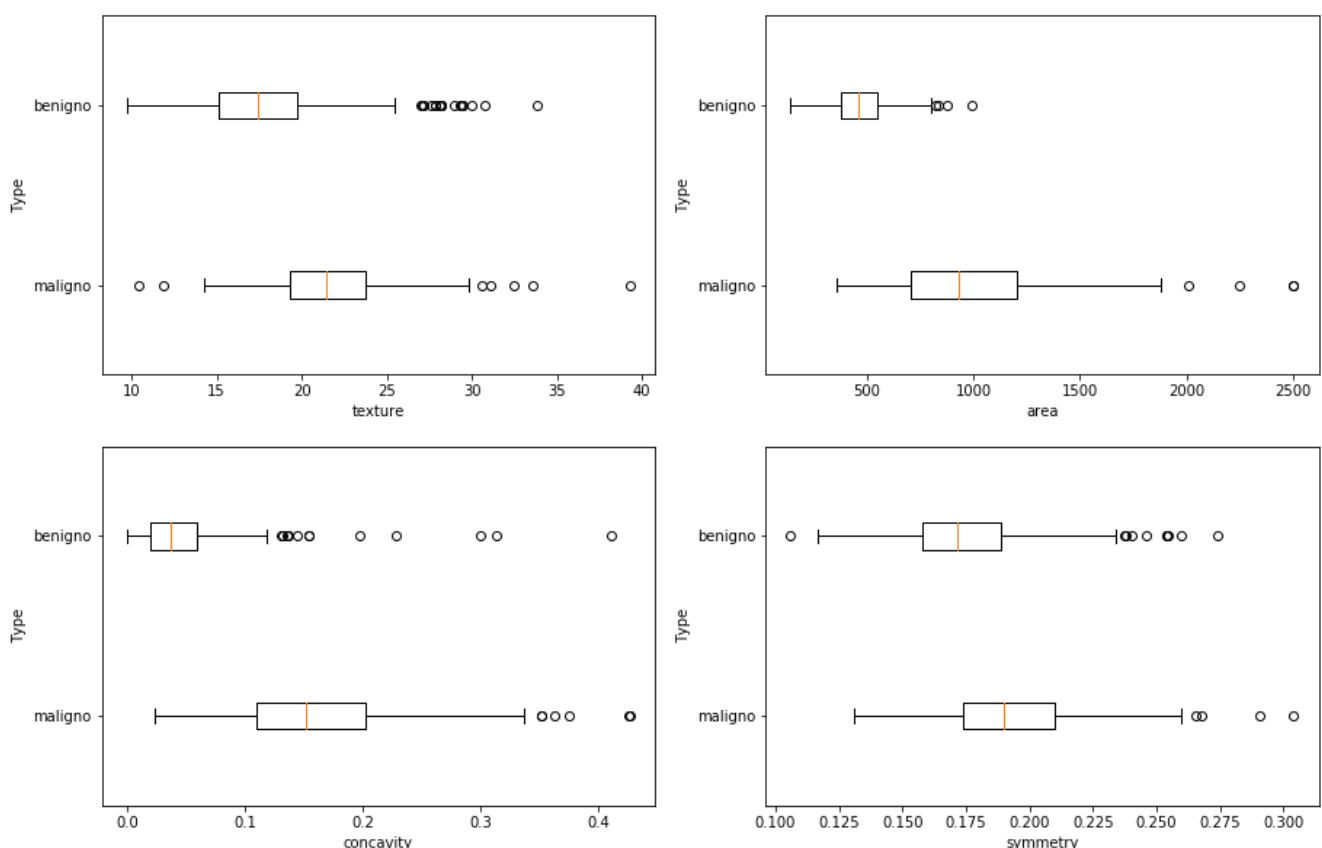 benigno
Type
maligno
10 15 20 25 30 35 40
texture
benigno
Type
maligno
500 1000 1500 2000 2500
area
benigno
Type
maligno
0.0 0.1 0.2 0.3 0.4
concavity
benigno
Type
maligno
0.100 0.125 0.150 0.175 0.200 0.225 0.250 0.275 0.300
symmetry